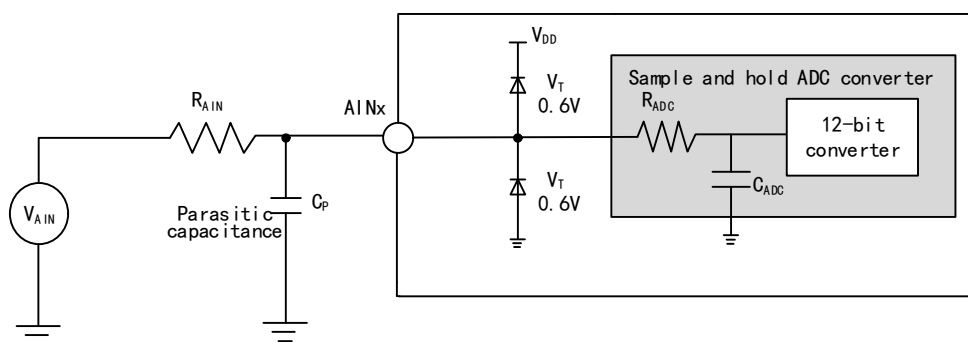 V_DD
Sample and hold ADC converter
V_T
0.6V
R_AIN
AINx
R_ADC
12-bit
converter
V_AIN
Parasitic
capacitance
C_P
V_T
0.6V
C_ADC